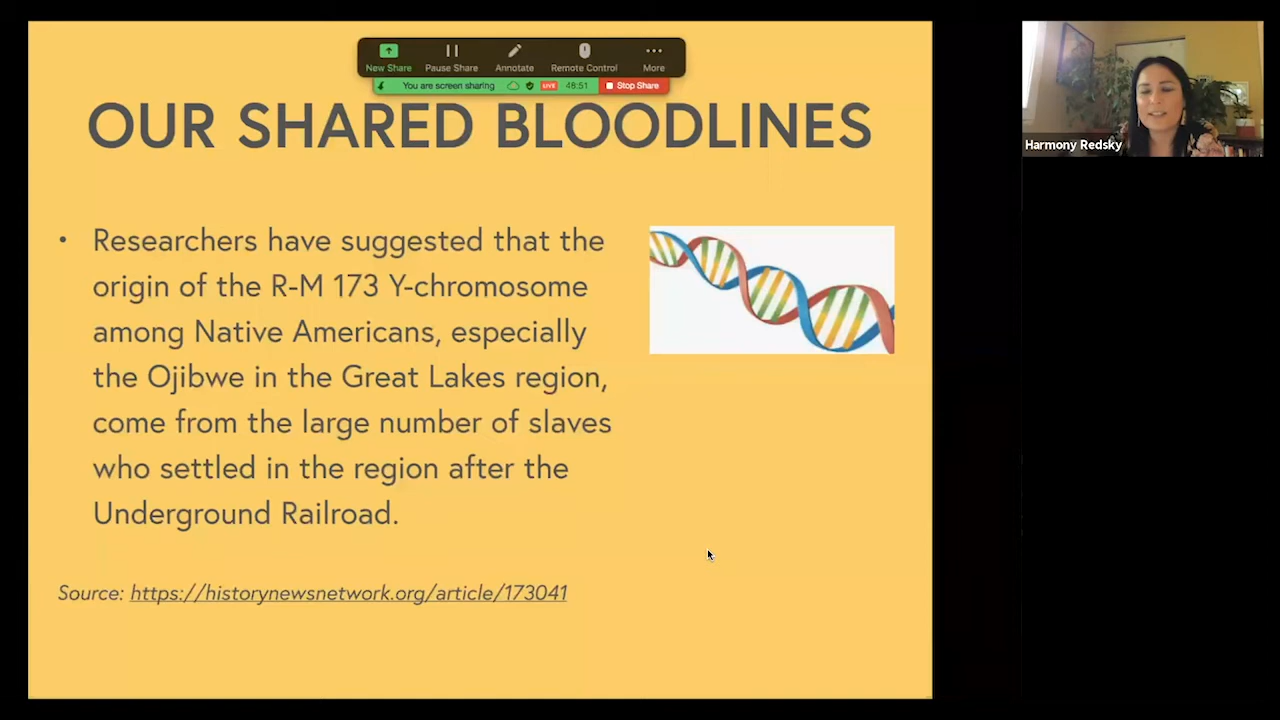 New Share
Pause Share
Annotate
Remote Control
More
You are screen sharing
LIVE
48:51
Stop Share
OUR SHARED BLOODLINES
• Researchers have suggested that the
origin of the R-M 173 Y-chromosome
among Native Americans, especially
the Ojibwe in the Great Lakes region,
come from the large number of slaves
who settled in the region after the
Underground Railroad.
Source: https://historynewsnetwork.org/article/173041
Harmony Redsky